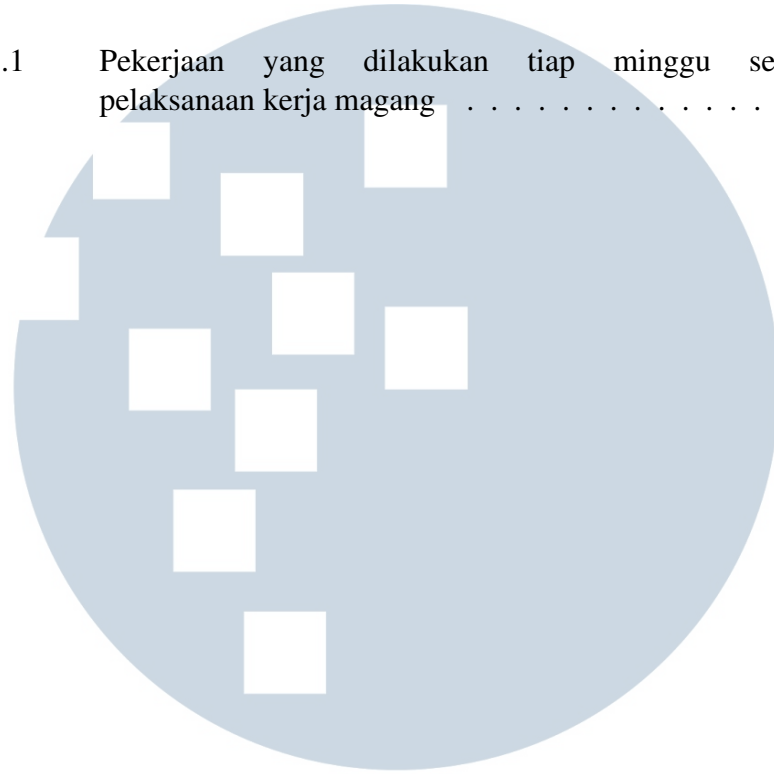 .1 Pekerjaan yang dilakukan tiap minggu se
pelaksanaan kerja magang . . . . . . . . . . . . . .